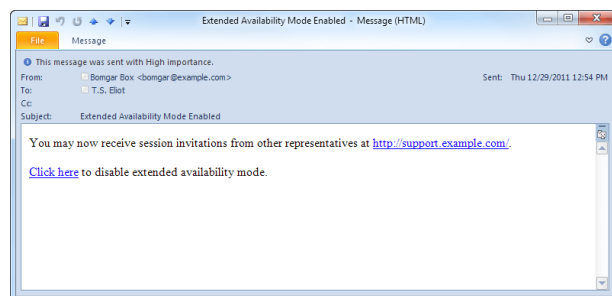 Extended Availability Mode Enabled - Message (HTML)
File Message
This message was sent with High importance.
From: Bomgar Box <bomgar@example.com> Sent: Thu 12/29/2011 12:54 PM
To: T.S. Eliot
Cc:
Subject: Extended Availability Mode Enabled
You may now receive session invitations from other representatives at http://support.example.com/.
Click here to disable extended availability mode.